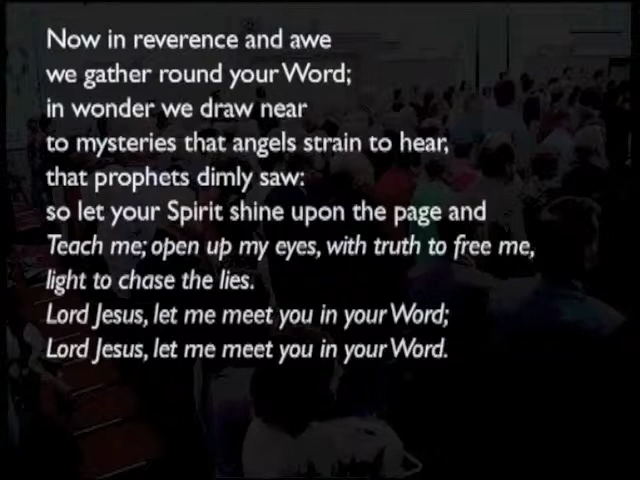 Now in reverence and awe
we gather round your Word;
in wonder we draw near
to mysteries that angels strain to hear,
that prophets dimly saw:
so let your Spirit shine upon the page and
Teach me; open up my eyes, with truth to free me,
light to chase the lies.
Lord Jesus, let me meet you in your Word;
Lord Jesus, let me meet you in your Word.